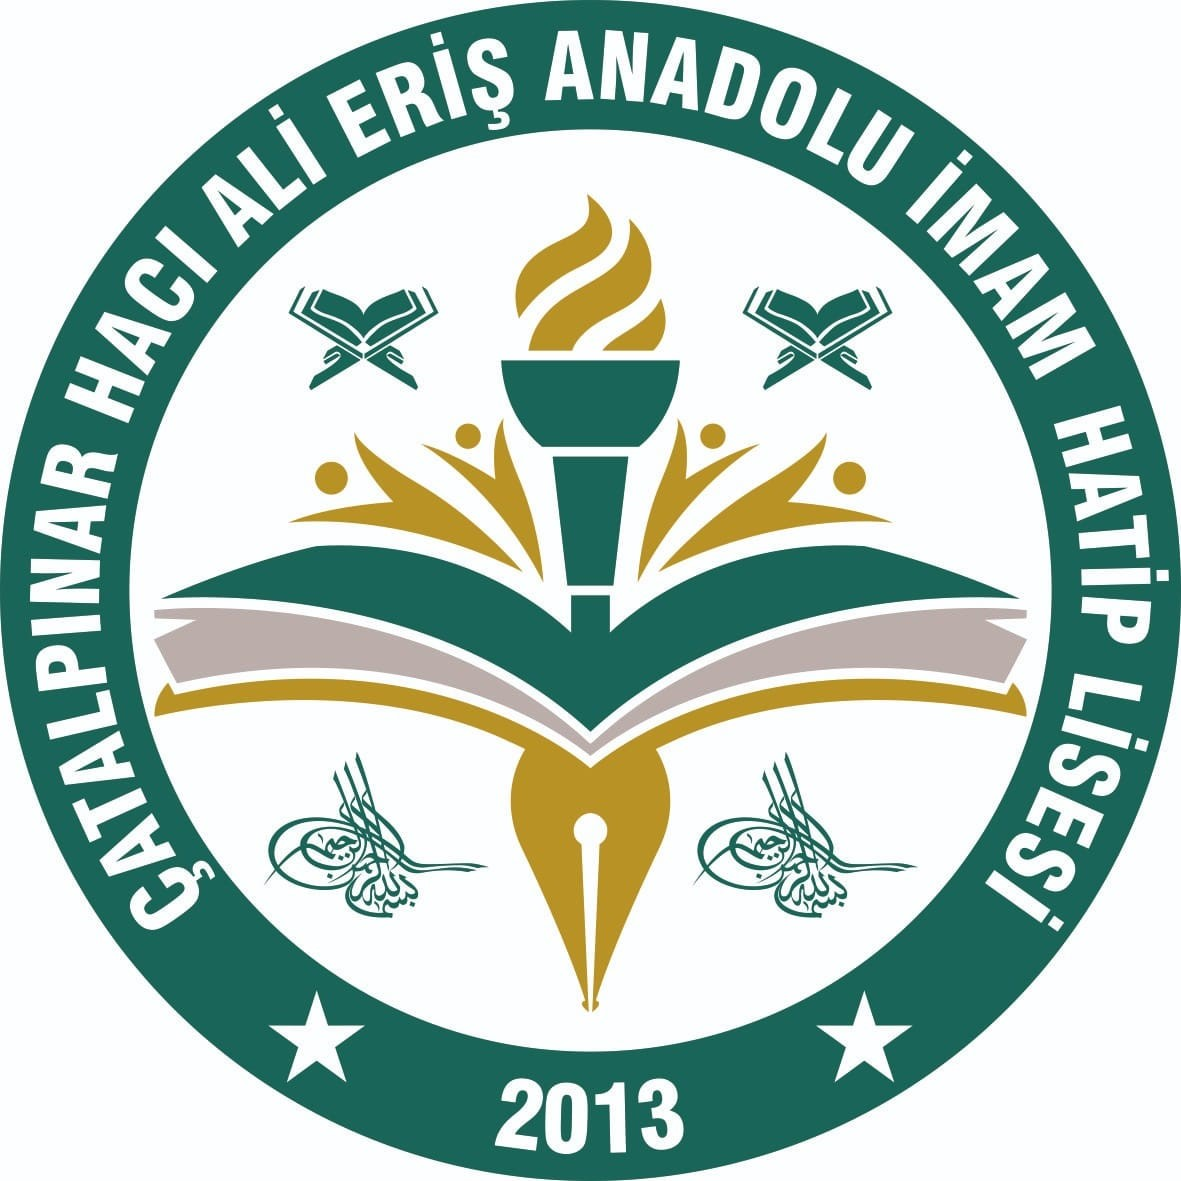 ÇATALPINAR HACI ALİ ERİŞ ANADOLU İMAM HATİP LİSESİ
2013